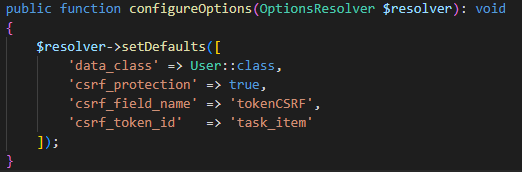 public function configureOptions(OptionsResolver $resolver): void
{
    $resolver->setDefaults([
        'data_class' => User::class,
        'csrf_protection' => true,
        'csrf_field_name' => 'tokenCSRF',
        'csrf_token_id'   => 'task_item'
    ]);
}